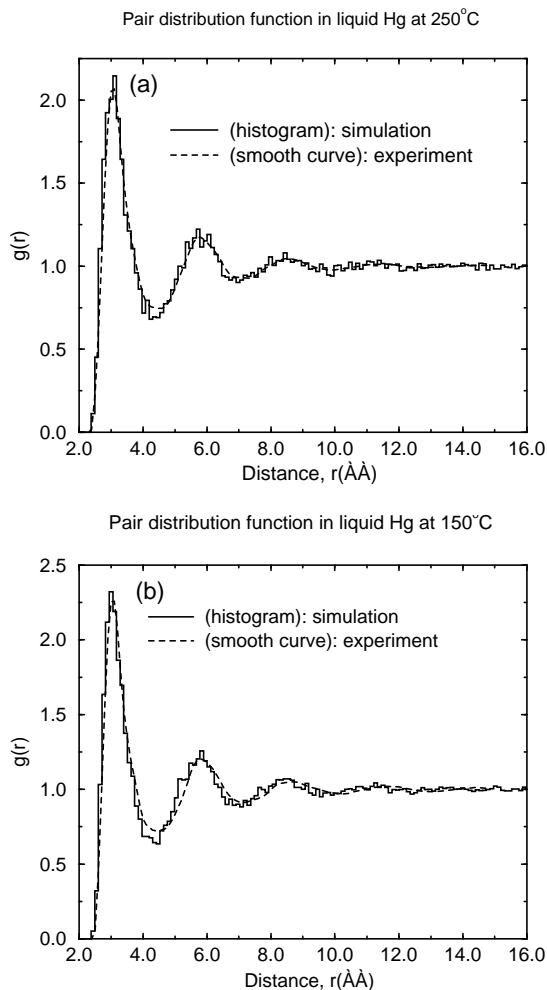 Pair distribution function in liquid Hg at 250°C
(a)
(histogram): simulation
(smooth curve): experiment
g(r)
2.0
1.5
1.0
0.5
0.0
2.0 4.0 6.0 8.0 10.0 12.0 14.0 16.0
Distance, r(ÀÀ)
Pair distribution function in liquid Hg at 150°C
(b)
(histogram): simulation
(smooth curve): experiment
g(r)
2.5
2.0
1.5
1.0
0.5
0.0
2.0 4.0 6.0 8.0 10.0 12.0 14.0 16.0
Distance, r(ÀÀ)